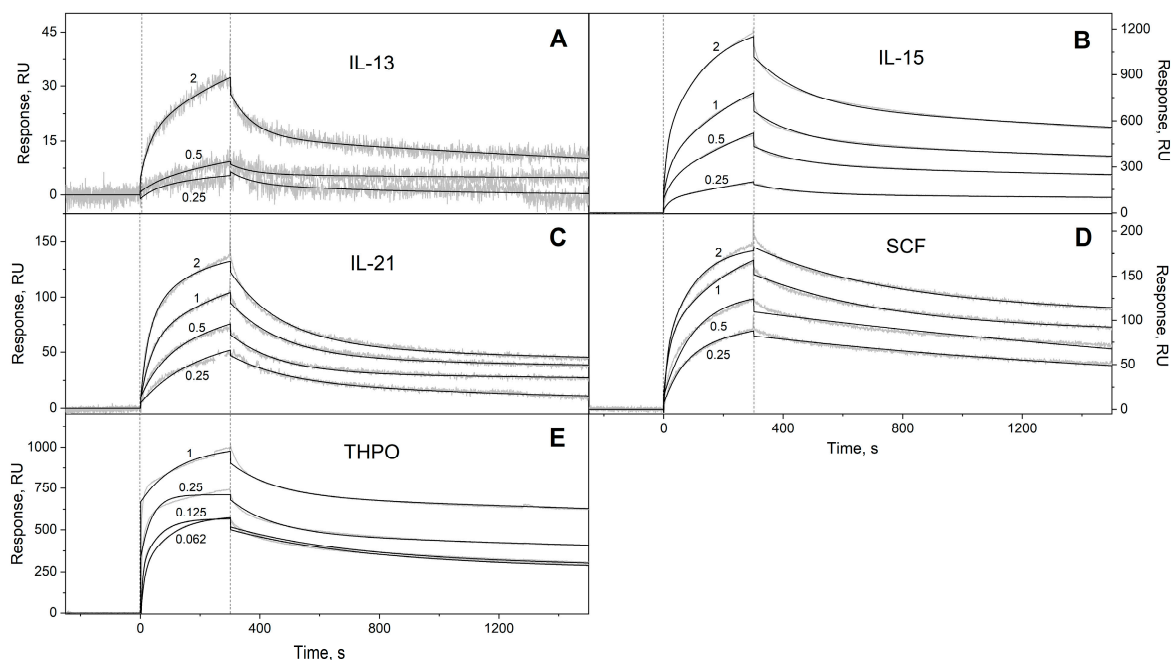 A
IL-13
Response, RU
45
30
15
0
2
0.5
0.25
B
IL-15
Response, RU
1200
900
600
300
0
2
1
0.5
0.25
C
IL-21
Response, RU
150
100
50
0
2
1
0.5
0.25
D
SCF
Response, RU
200
150
100
50
0
2
1
0.5
0.25
0 400 800 1200
Time, s
E
THPO
Response, RU
1000
750
500
250
0
1
0.25
0.125
0.062
0 400 800 1200
Time, s